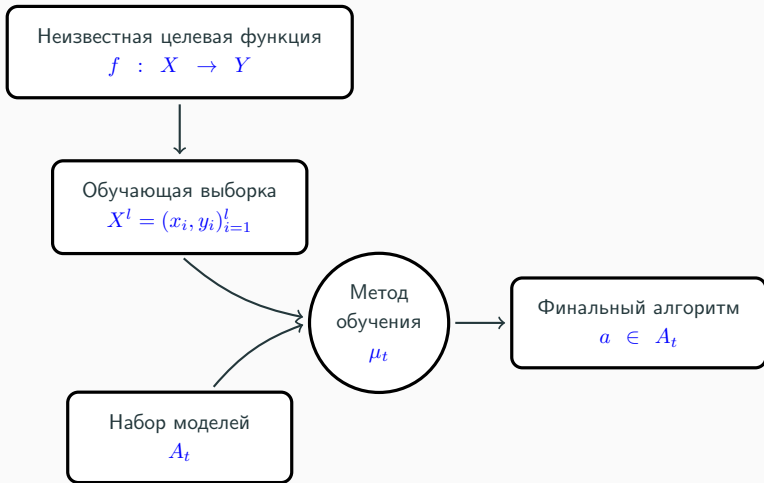 Неизвестная целевая функция
f : X → Y
Обучающая выборка
X^l = (x_i, y_i)_{i=1}^l
Метод
обучения
μ_t
Финальный алгоритм
a ∈ A_t
Набор моделей
A_t